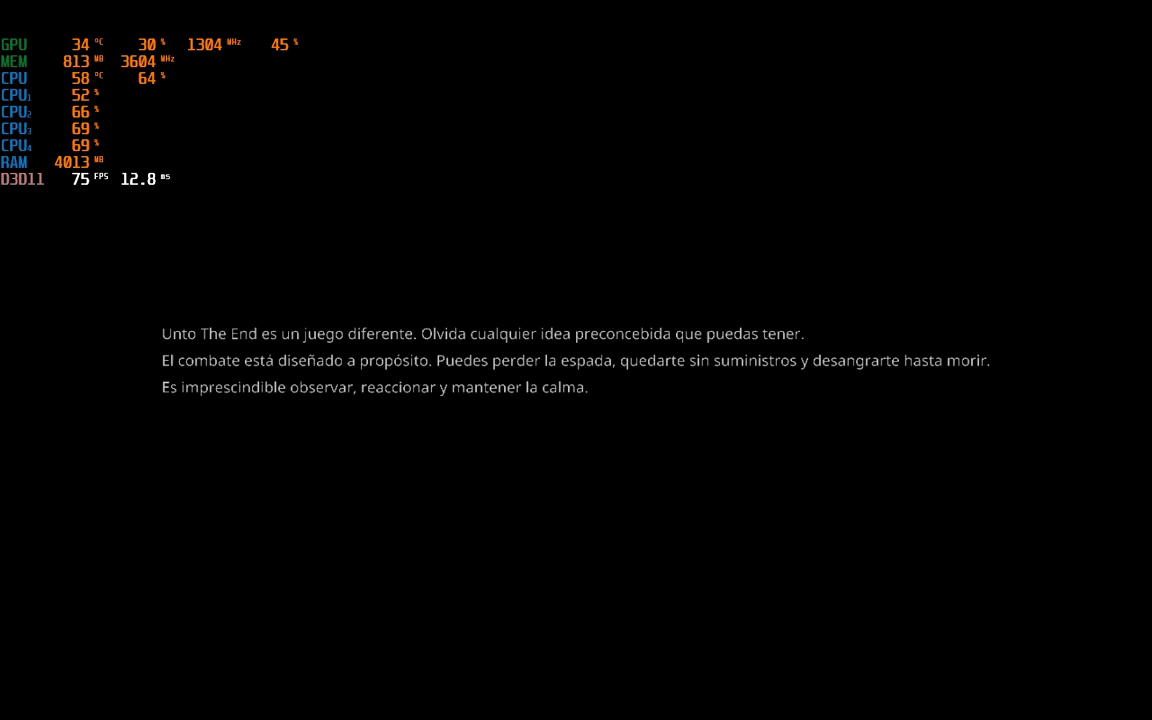 GPU 34 °C 30 % 1304 MHz 45 %
MEM 813 MB 3604 MHz
CPU 58 °C 64 %
CPU1 52 %
CPU2 66 %
CPU3 69 %
CPU4 69 %
RAM 4013 MB
D3D11 75 FPS 12.8 ms
Unto The End es un juego diferente. Olvida cualquier idea preconcebida que puedas tener.
El combate está diseñado a propósito. Puedes perder la espada, quedarte sin suministros y desangrarte hasta morir.
Es imprescindible observar, reaccionar y mantener la calma.